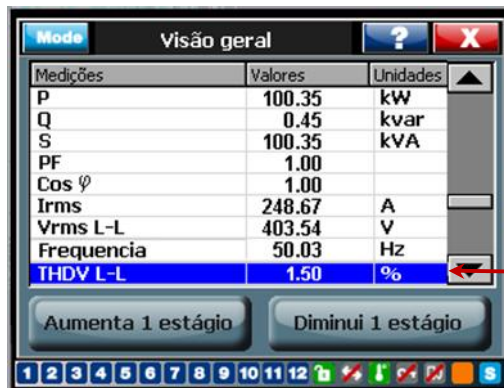 Mode Visão geral ? X
Medições Valores Unidades
P 100.35 kW
Q 0.45 kvar
S 100.35 kVA
PF 1.00
Cos φ 1.00
Irms 248.67 A
Vrms L-L 403.54 V
Frequencia 50.03 Hz
THDV L-L 1.50 %
Aumenta 1 estágio Diminui 1 estágio
1 2 3 4 5 6 7 8 9 10 11 12 S